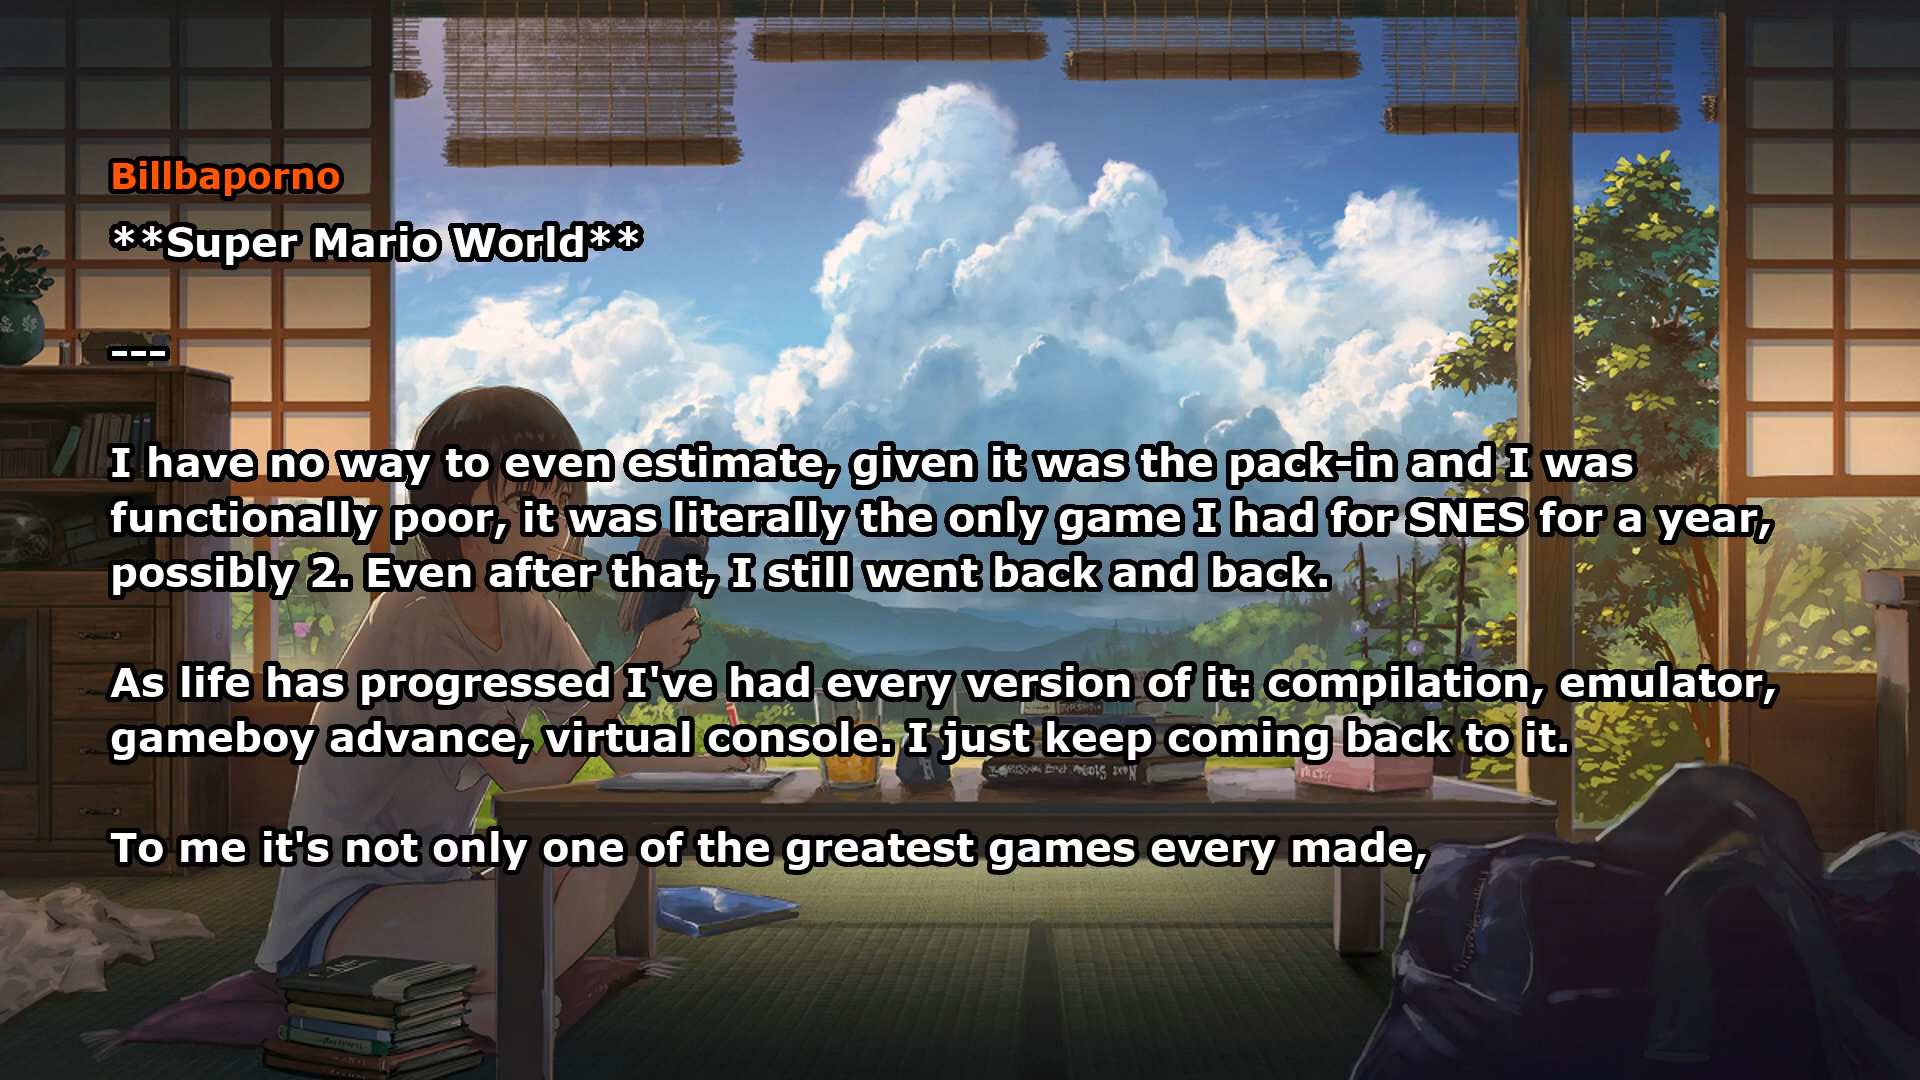 Billbaporno
**Super Mario World**
---
I have no way to even estimate, given it was the pack-in and I was
functionally poor, it was literally the only game I had for SNES for a year,
possibly 2. Even after that, I still went back and back.
As life has progressed I've had every version of it: compilation, emulator,
gameboy advance, virtual console. I just keep coming back to it.
To me it's not only one of the greatest games every made,